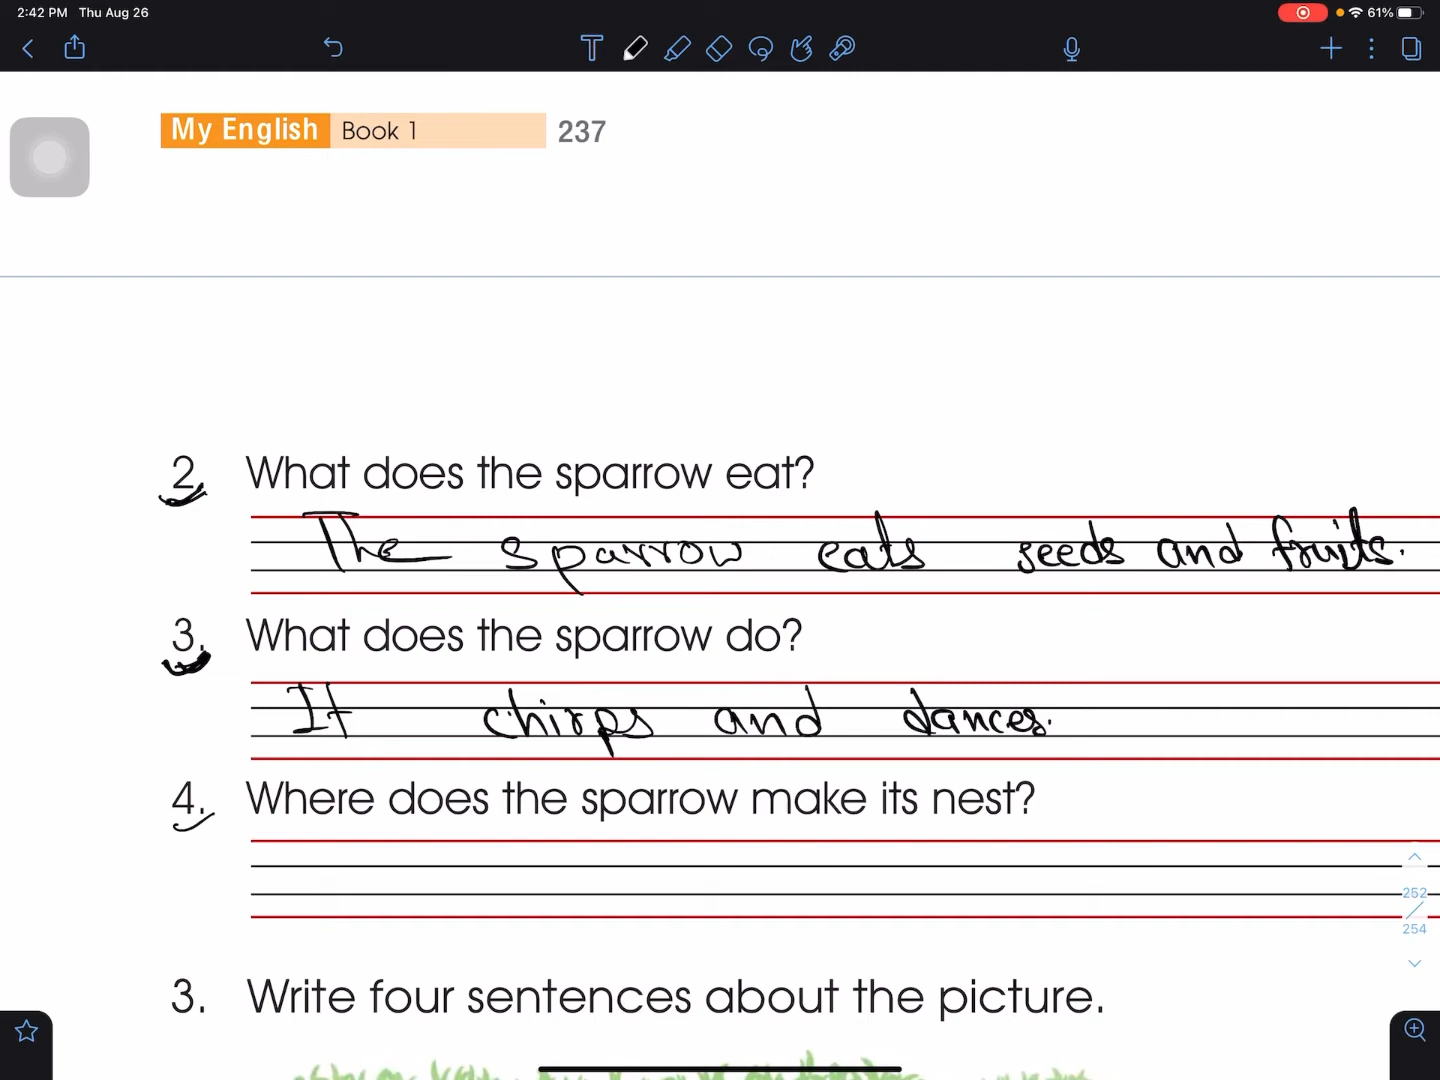 2:42 PM Thu Aug 26
61%
My English Book 1 237
2. What does the sparrow eat?
The sparrow eats seeds and fruits.
3. What does the sparrow do?
It chirps and dances.
4. Where does the sparrow make its nest?
252
254
3. Write four sentences about the picture.